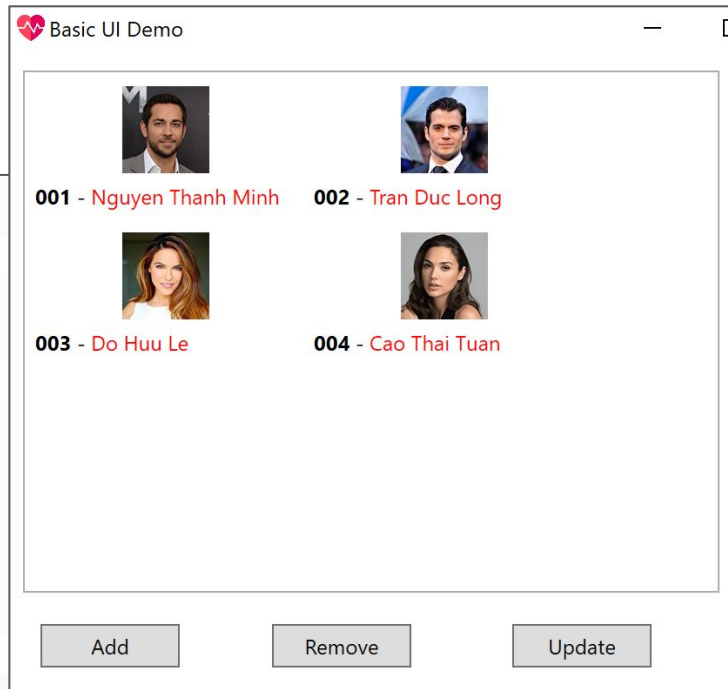 Basic UI Demo
001 - Nguyen Thanh Minh 002 - Tran Duc Long
003 - Do Huu Le 004 - Cao Thai Tuan
Add Remove Update